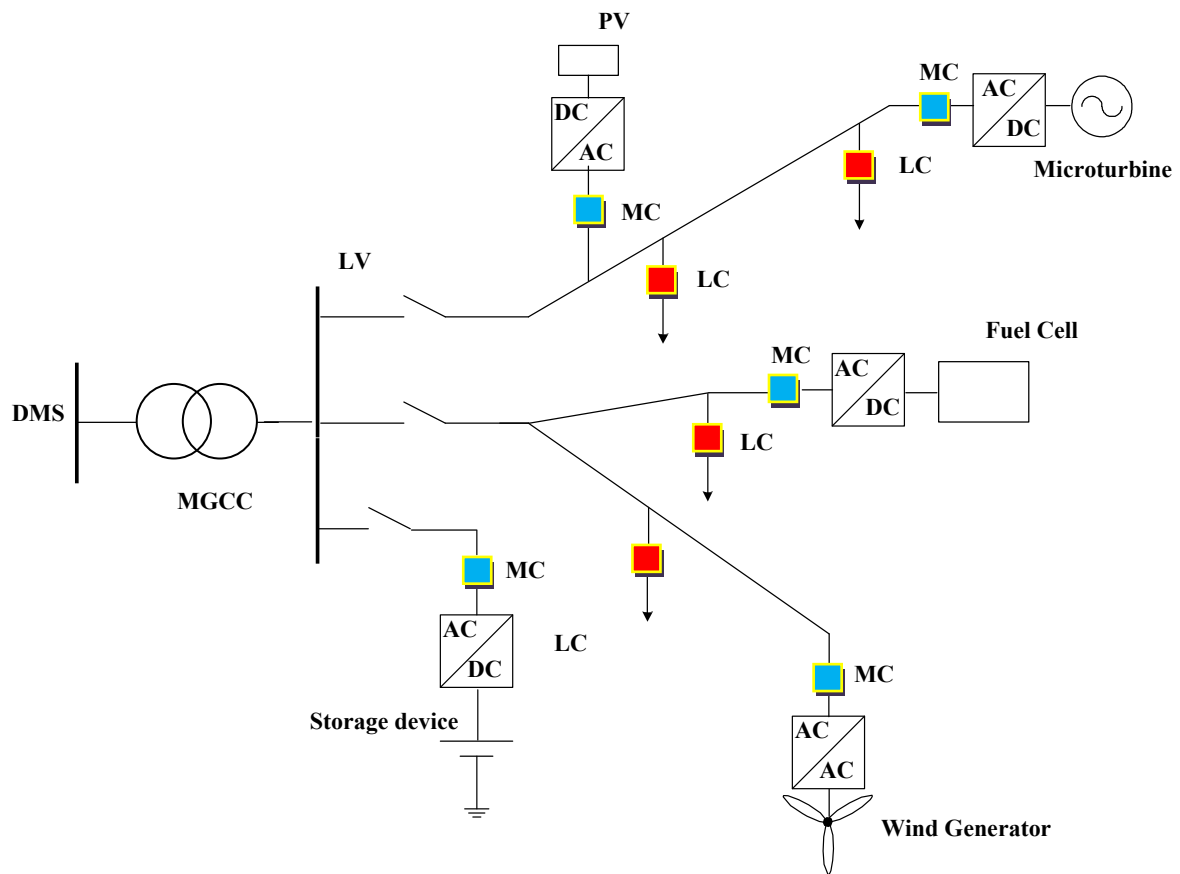 PV
MC
AC
DC
DC
AC
LC
Microturbine
MC
LV
LC
Fuel Cell
MC
AC
DC
DMS
LC
MGCC
MC
AC
DC
LC
MC
Storage device
AC
AC
Wind Generator